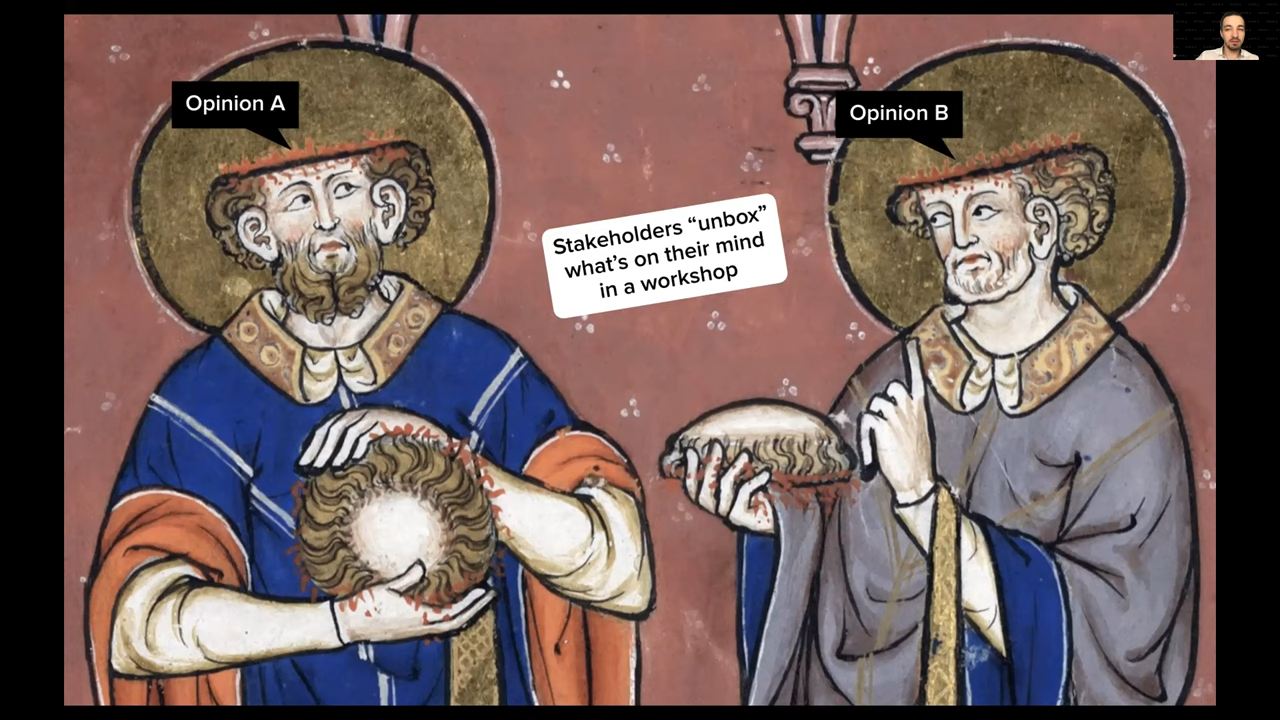 Opinion A
Opinion B
Stakeholders “unbox”
what’s on their mind
in a workshop